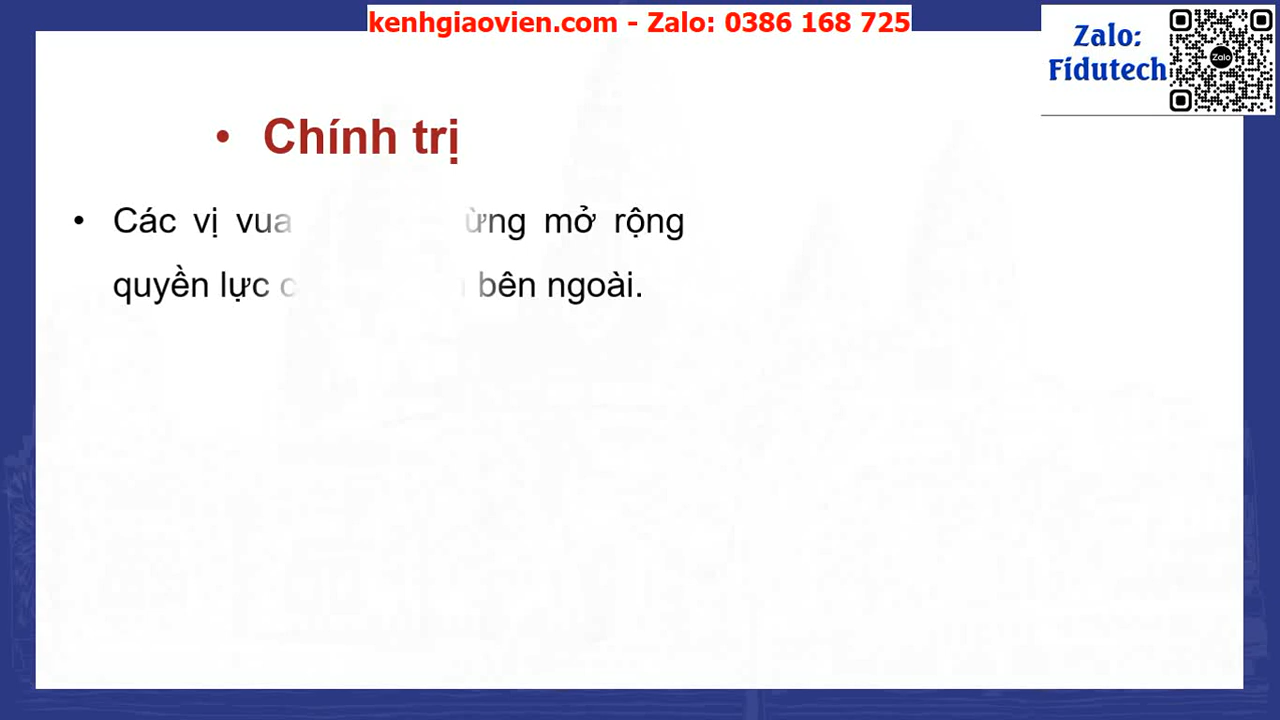 kenhgiaovien.com - Zalo: 0386 168 725
Zalo:
Fidutech
Zalo
• Chính trị
• Các vị vua mở rộng
quyền lực bên ngoài.